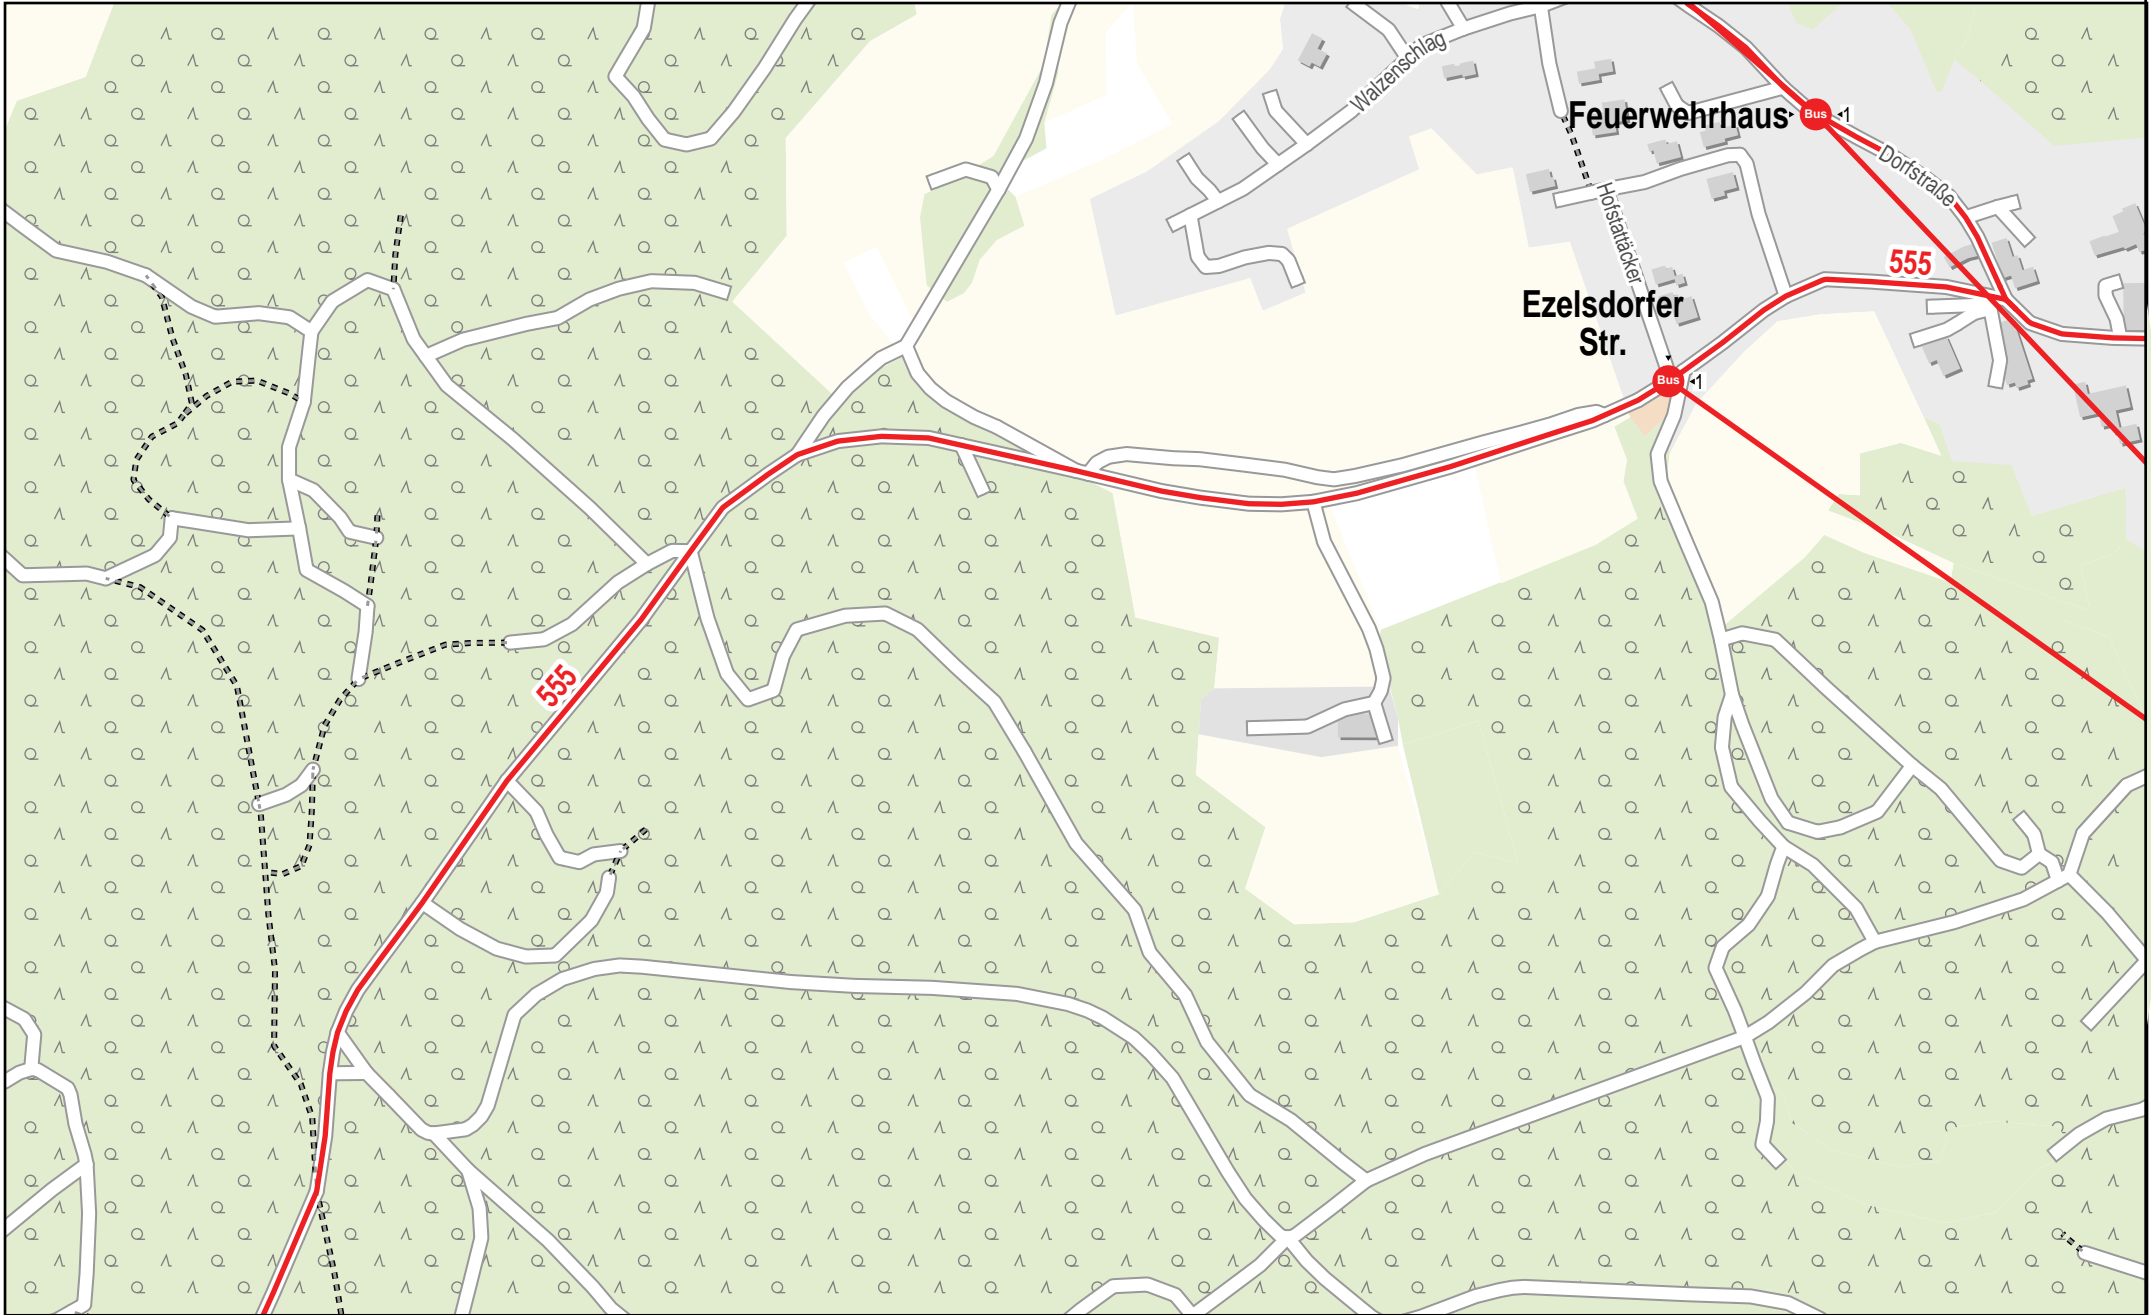 Walzenschlag
Feuerwehrhaus
Bus
1
Dorfstraße
Hofstattäcker
555
Ezelsdorfer
Str.
Bus
1
555